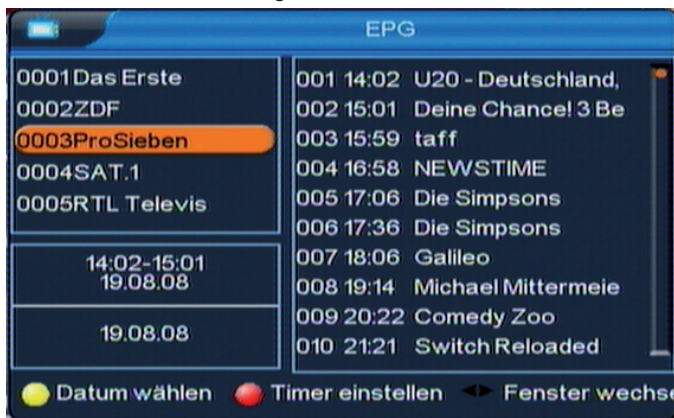 EPG
0001Das Erste
0002ZDF
0003ProSieben
0004SAT.1
0005RTL Televis
14:02-15:01
19.08.08
19.08.08
001 14:02 U20 - Deutschland,
002 15:01 Deine Chance! 3 Be
003 15:59 taff
004 16:58 NEWSTIME
005 17:06 Die Simpsons
006 17:36 Die Simpsons
007 18:06 Galileo
008 19:14 Michael Mittermeie
009 20:22 Comedy Zoo
010 21:21 Switch Reloaded
Datum wählen Timer einstellen Fenster wechse